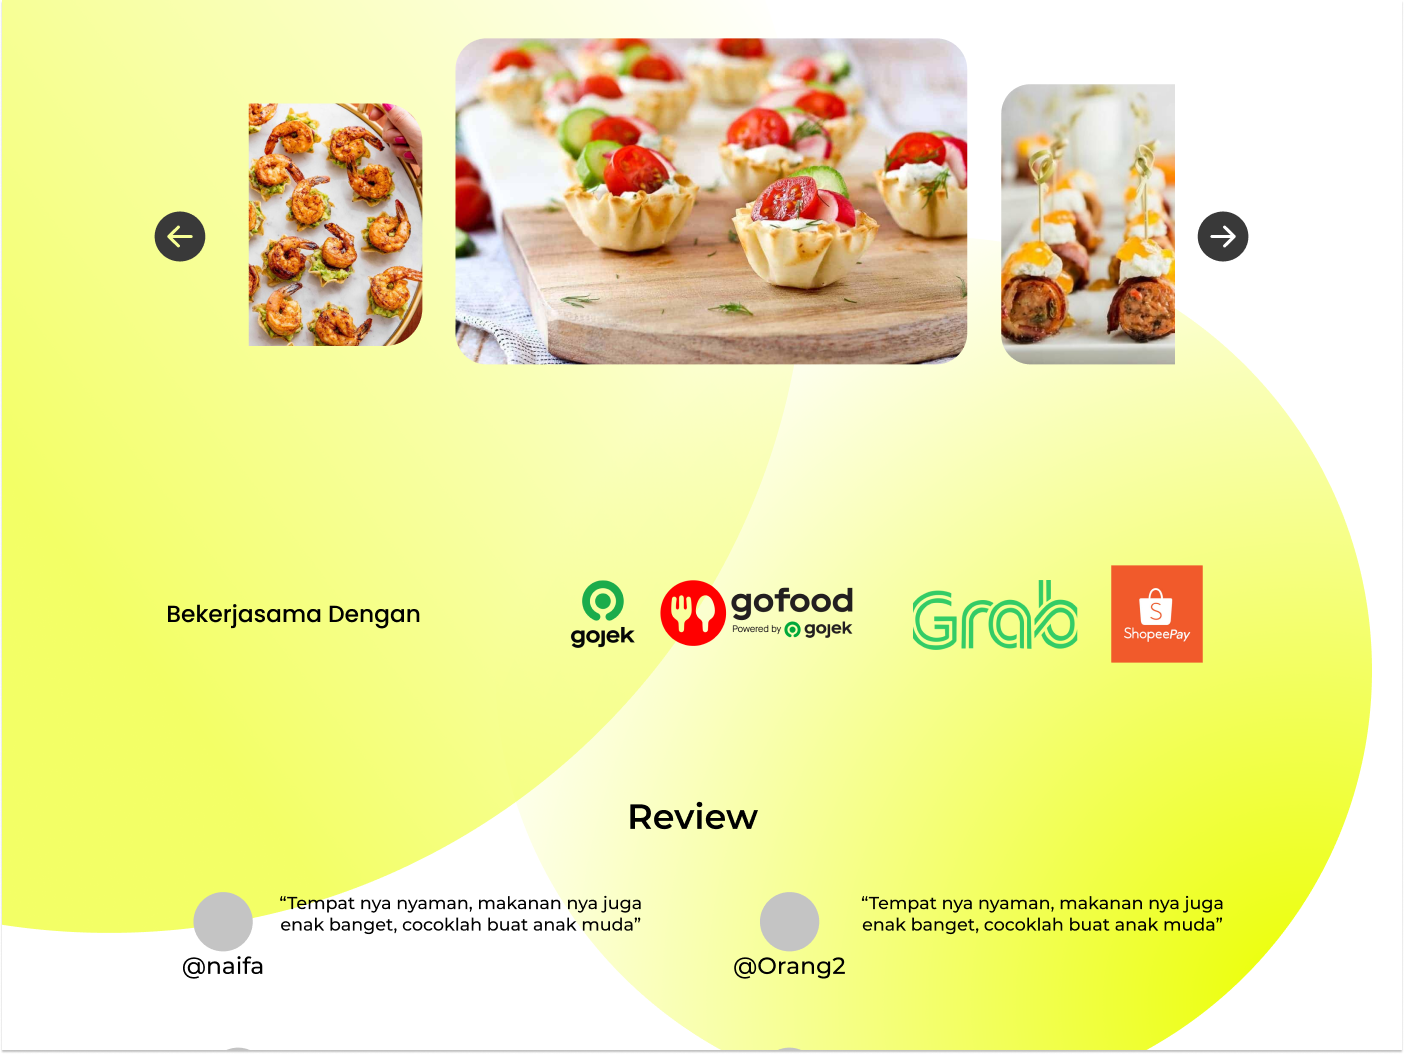 Bekerjasama Dengan
gojek
gofood
Powered by gojek
Grab
S
ShopeePay
Review
“Tempat nya nyaman, makanan nya juga
enak banget, cocoklah buat anak muda”
@naifa
“Tempat nya nyaman, makanan nya juga
enak banget, cocoklah buat anak muda”
@Orang2